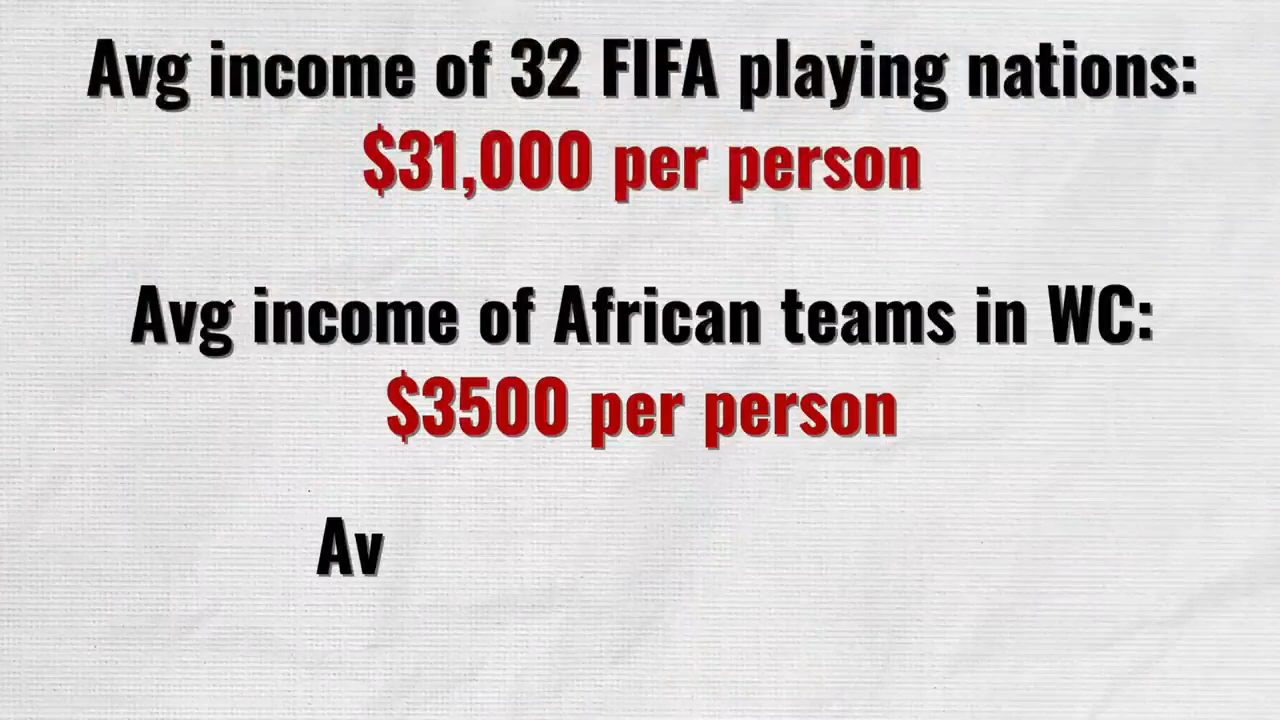 Avg income of 32 FIFA playing nations:
$31,000 per person
Avg income of African teams in WC:
$3500 per person
Av